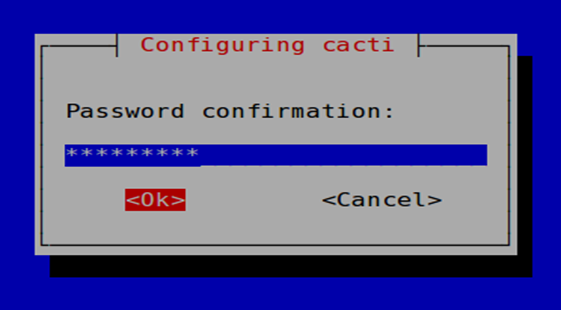 Configuring cacti
Password confirmation:
*********
<Ok> <Cancel>